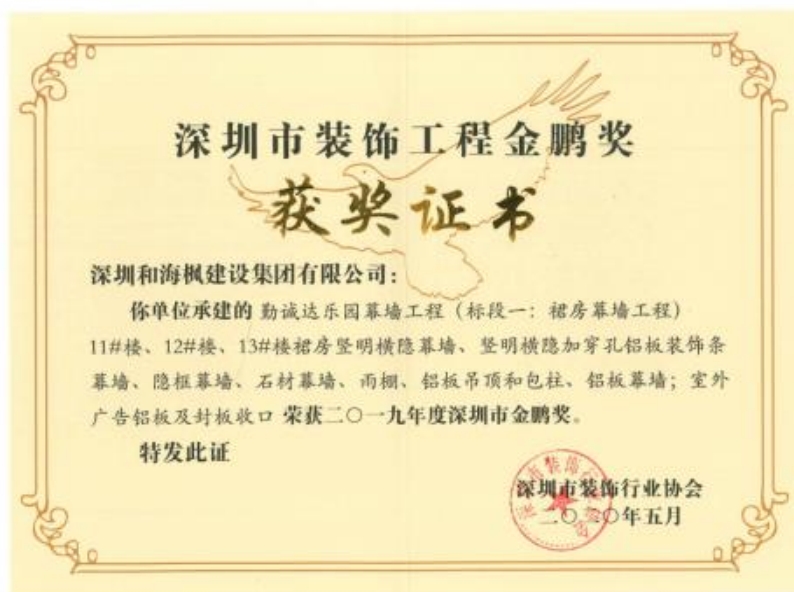 深圳市装饰工程金鹏奖
获奖证书
深圳和海枫建设集团有限公司：
你单位承建的 勤诚达乐园幕墙工程（标段一：裙房幕墙工程）
11#楼、12#楼、13#楼裙房竖明横隐幕墙、竖明横隐加穿孔铝板装饰条
幕墙、隐框幕墙、石材幕墙、雨棚、铝板吊顶和包柱、铝板幕墙；室外
广告铝板及封板收口 荣获二〇一九年度深圳市金鹏奖。
特发此证
深圳市装饰行业协会
二〇二〇年五月